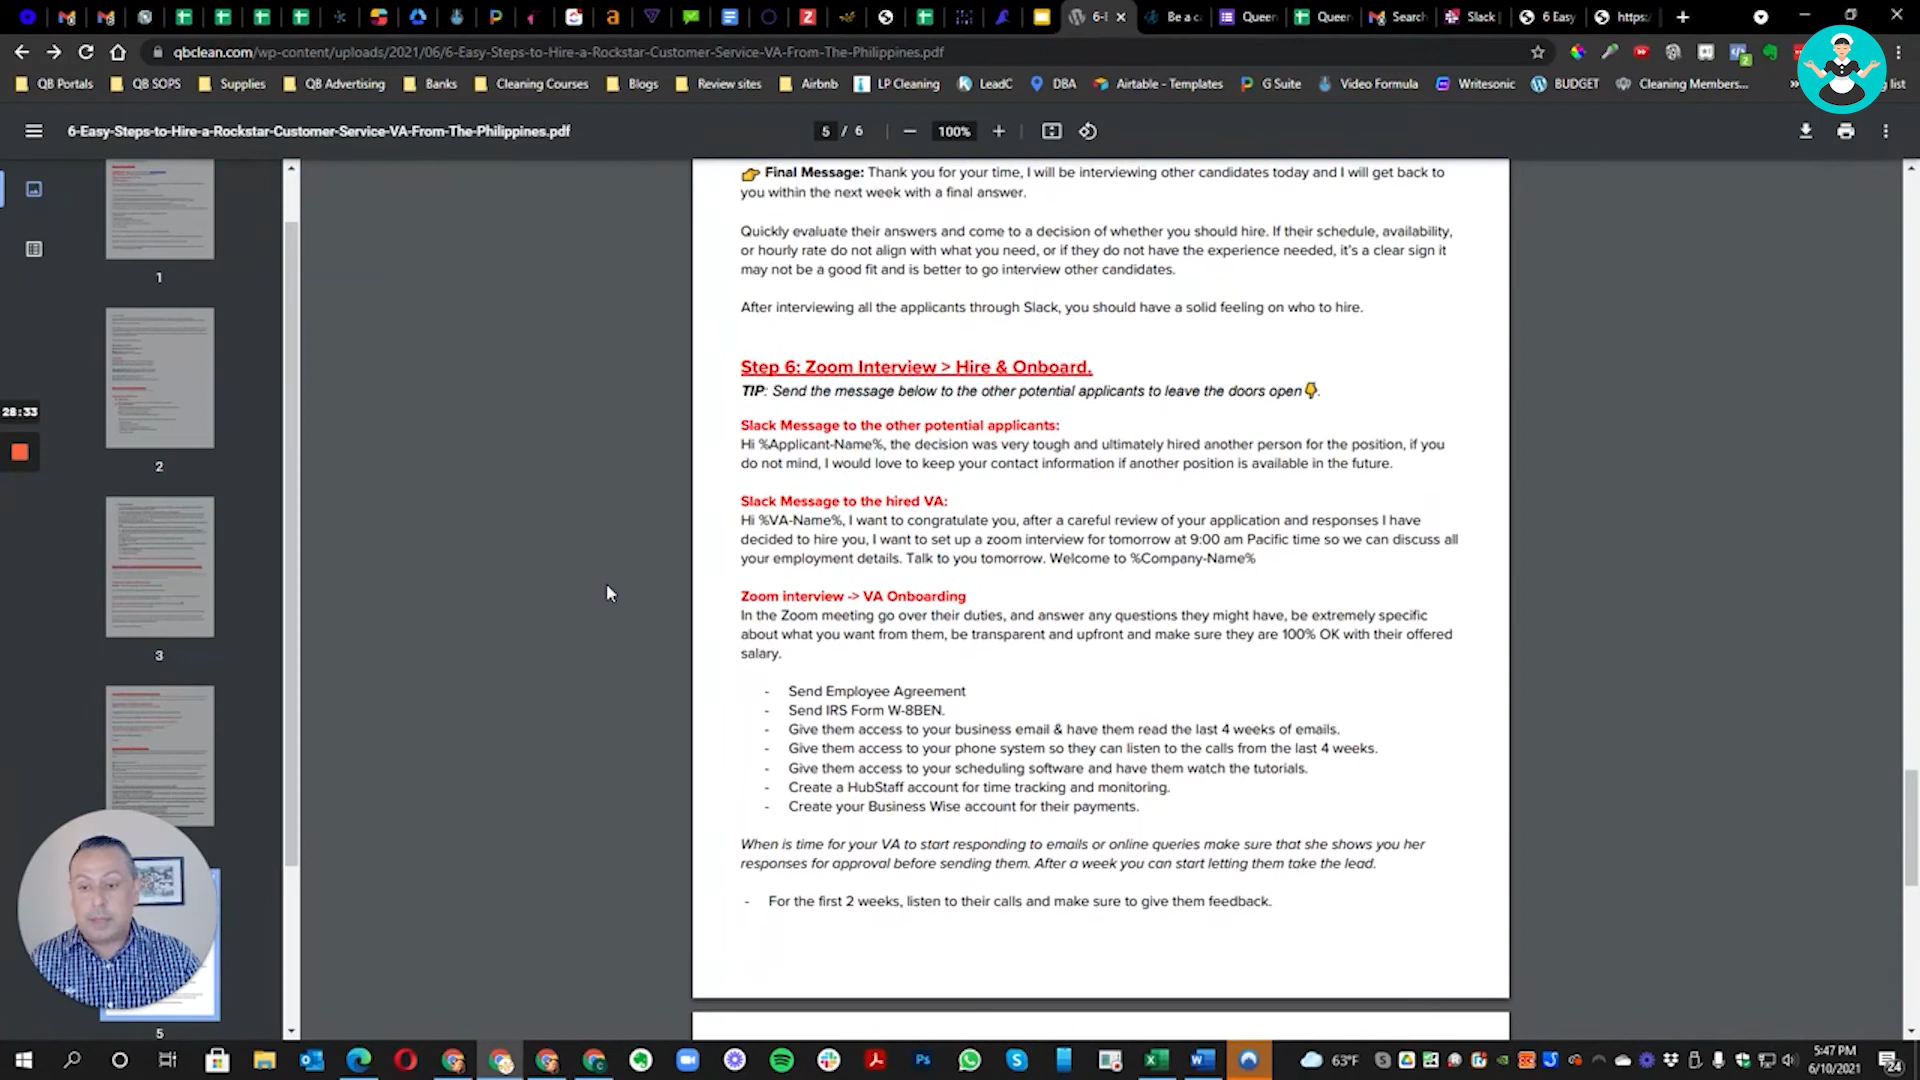 6-E
Be a c
Queer
Queer
Search
Slack
6 Easy
https:
qbclean.com/wp-content/uploads/2021/06/6-Easy-Steps-to-Hire-a-Rockstar-Customer-Service-VA-From-The-Philippines.pdf
QB Portals QB SOPS Supplies QB Advertising Banks Cleaning Courses Blogs Review sites Airbnb LP Cleaning LeadC DBA Airtable - Templates G Suite Video Formula Writesonic BUDGET Cleaning Members... » g list
6-Easy-Steps-to-Hire-a-Rockstar-Customer-Service-VA-From-The-Philippines.pdf 5 / 6 100%
1
2
3
5
28:33
Final Message: Thank you for your time, I will be interviewing other candidates today and I will get back to
you within the next week with a final answer.
Quickly evaluate their answers and come to a decision of whether you should hire. If their schedule, availability,
or hourly rate do not align with what you need, or if they do not have the experience needed, it's a clear sign it
may not be a good fit and is better to go interview other candidates.
After interviewing all the applicants through Slack, you should have a solid feeling on who to hire.
Step 6: Zoom Interview > Hire & Onboard.
TIP: Send the message below to the other potential applicants to leave the doors open.
Slack Message to the other potential applicants:
Hi %Applicant-Name%, the decision was very tough and ultimately hired another person for the position, if you
do not mind, I would love to keep your contact information if another position is available in the future.
Slack Message to the hired VA:
Hi %VA-Name%, I want to congratulate you, after a careful review of your application and responses I have
decided to hire you, I want to set up a zoom interview for tomorrow at 9:00 am Pacific time so we can discuss all
your employment details. Talk to you tomorrow. Welcome to %Company-Name%
Zoom interview -> VA Onboarding
In the Zoom meeting go over their duties, and answer any questions they might have, be extremely specific
about what you want from them, be transparent and upfront and make sure they are 100% OK with their offered
salary.
- Send Employee Agreement
- Send IRS Form W-8BEN.
- Give them access to your business email & have them read the last 4 weeks of emails.
- Give them access to your phone system so they can listen to the calls from the last 4 weeks.
- Give them access to your scheduling software and have them watch the tutorials.
- Create a HubStaff account for time tracking and monitoring.
- Create your Business Wise account for their payments.
When is time for your VA to start responding to emails or online queries make sure that she shows you her
responses for approval before sending them. After a week you can start letting them take the lead.
- For the first 2 weeks, listen to their calls and make sure to give them feedback.
63°F
5:47 PM
6/10/2021
24